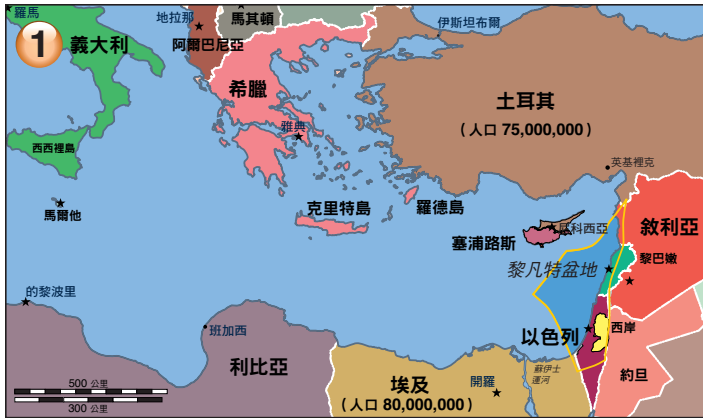 羅馬
1
義大利
地拉那
馬其頓
阿爾巴尼亞
伊斯坦布爾
希臘
土耳其
(人口 75,000,000)
雅典
西西裡島
英基裡克
馬爾他
克里特島
羅德島
塞浦路斯
尼科西亞
敘利亞
黎凡特盆地
黎巴嫩
的黎波里
班加西
以色列
西岸
利比亞
埃及
(人口 80,000,000)
開羅
蘇伊士
運河
約旦
500 公里
300 公里